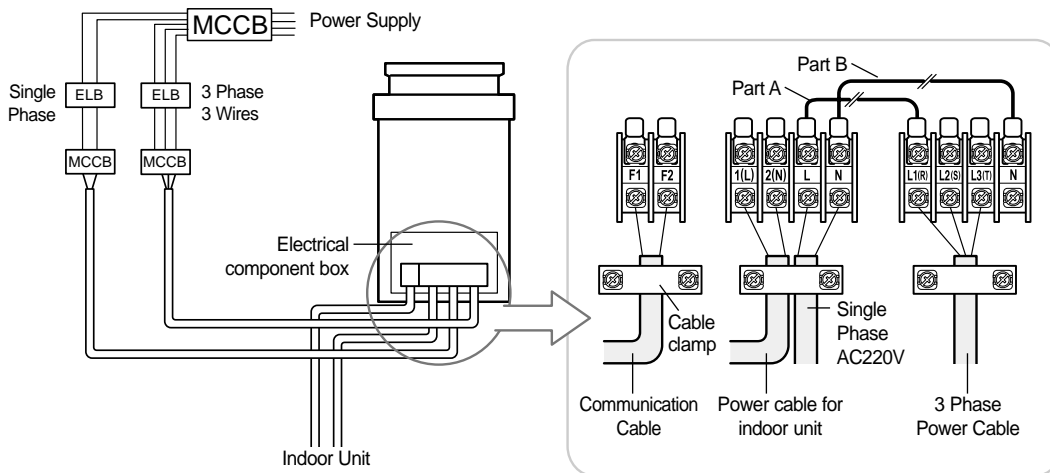 MCCB
Power Supply
Single
Phase
ELB
ELB
3 Phase
3 Wires
MCCB
MCCB
Electrical
component box
Indoor Unit
Part B
Part A
F1 F2
1(L) 2(N) L N
L1(R) L2(S) L3(T) N
Cable
clamp
Single
Phase
AC220V
Communication
Cable
Power cable for
indoor unit
3 Phase
Power Cable